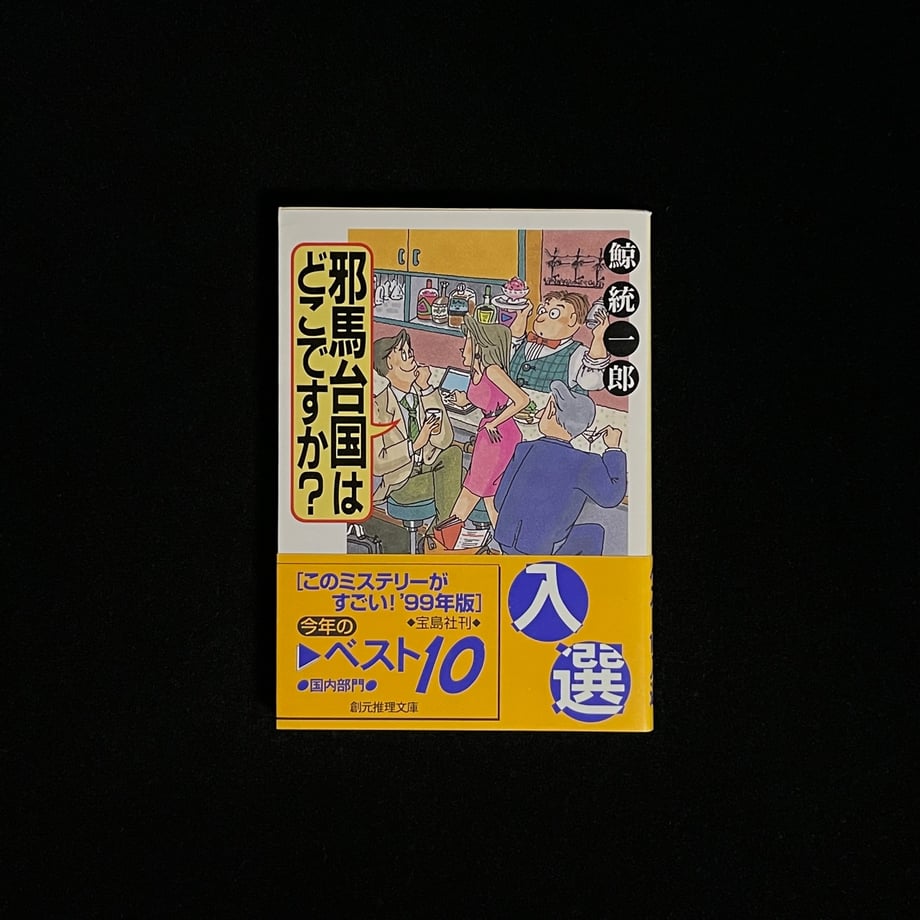 邪馬台国は
どこですか?
鯨統一郎
[このミステリーが
すごい!'99年版]
◆宝島社刊◆
今年の
▶ベスト10
●国内部門●
創元推理文庫
入選